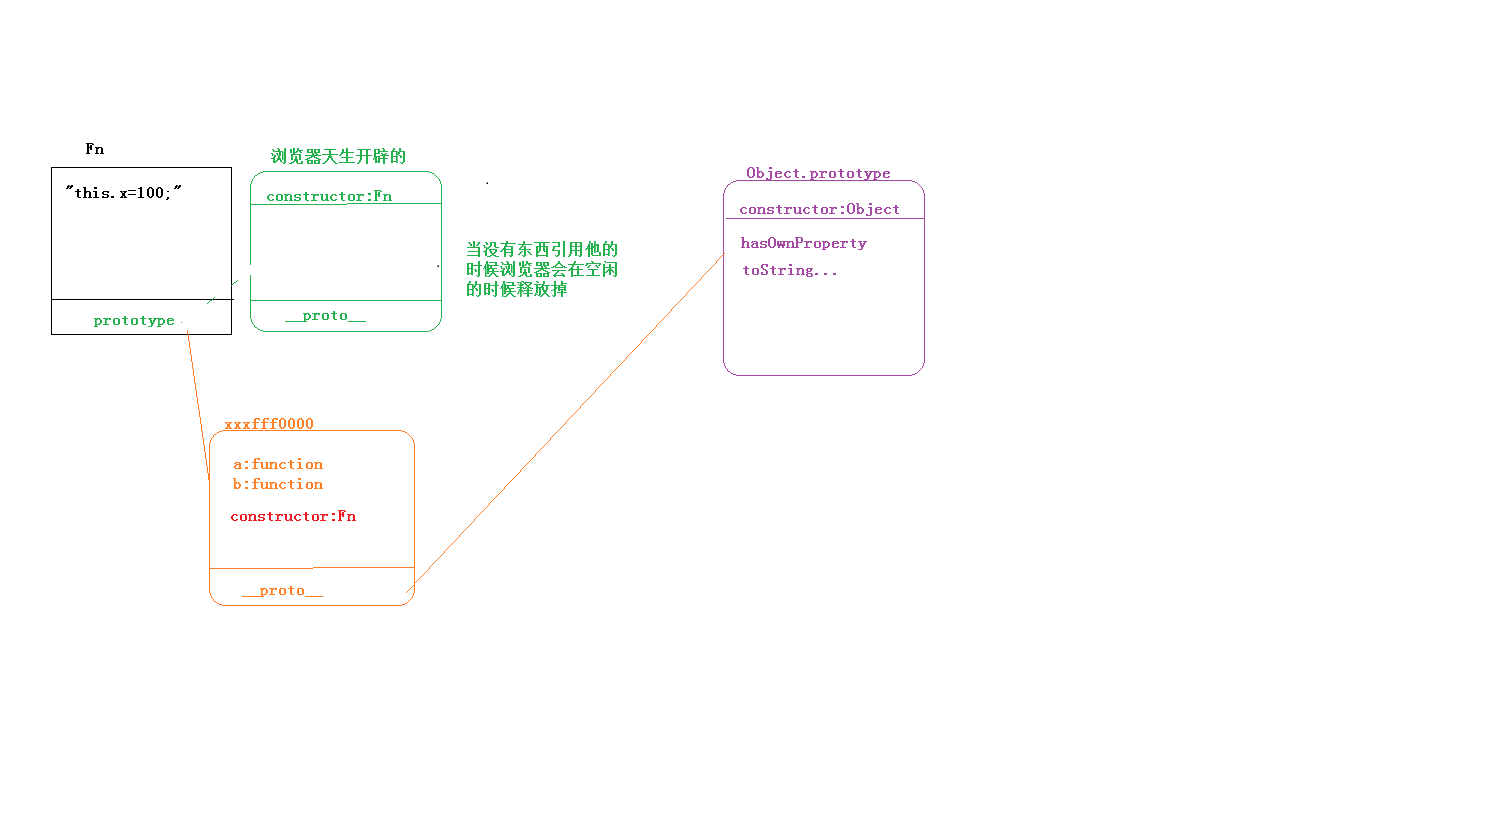 Fn
"this.x=100;"
prototype
浏览器天生开辟的
constructor:Fn
__proto__
当没有东西引用他的
时候浏览器会在空闲
的时候释放掉
Object.prototype
constructor:Object
hasOwnProperty
toString...
xxxfff0000
a:function
b:function
constructor:Fn
__proto__